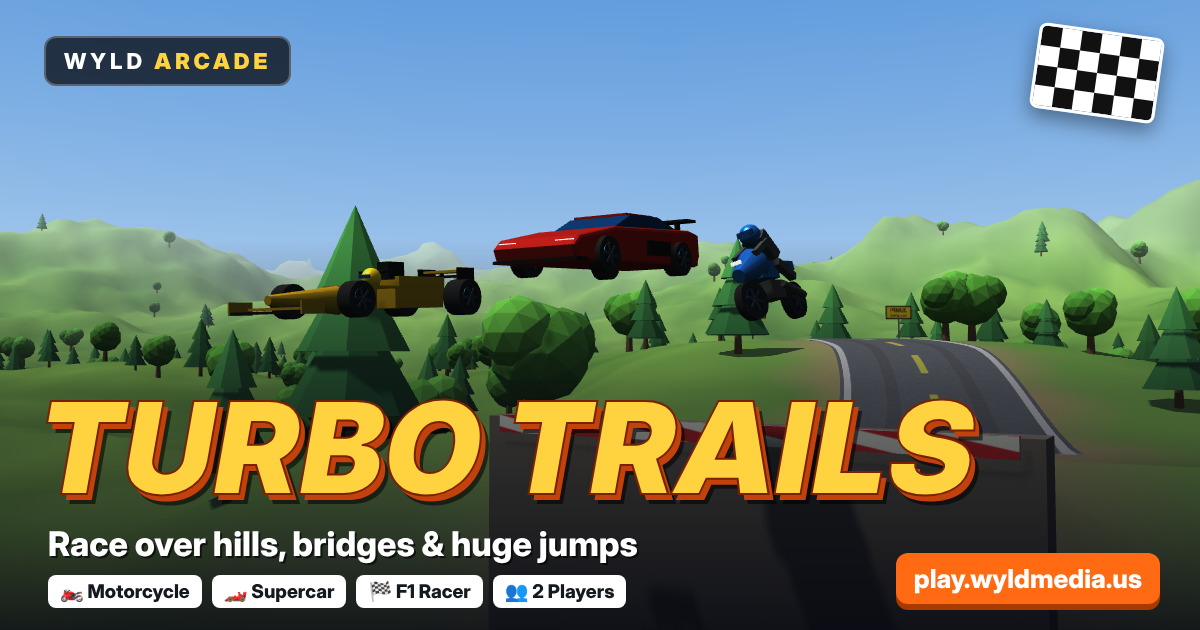 WYLD ARCADE
TURBO TRAILS
Race over hills, bridges & huge jumps
Motorcycle
Supercar
F1 Racer
2 Players
play.wyldmedia.us